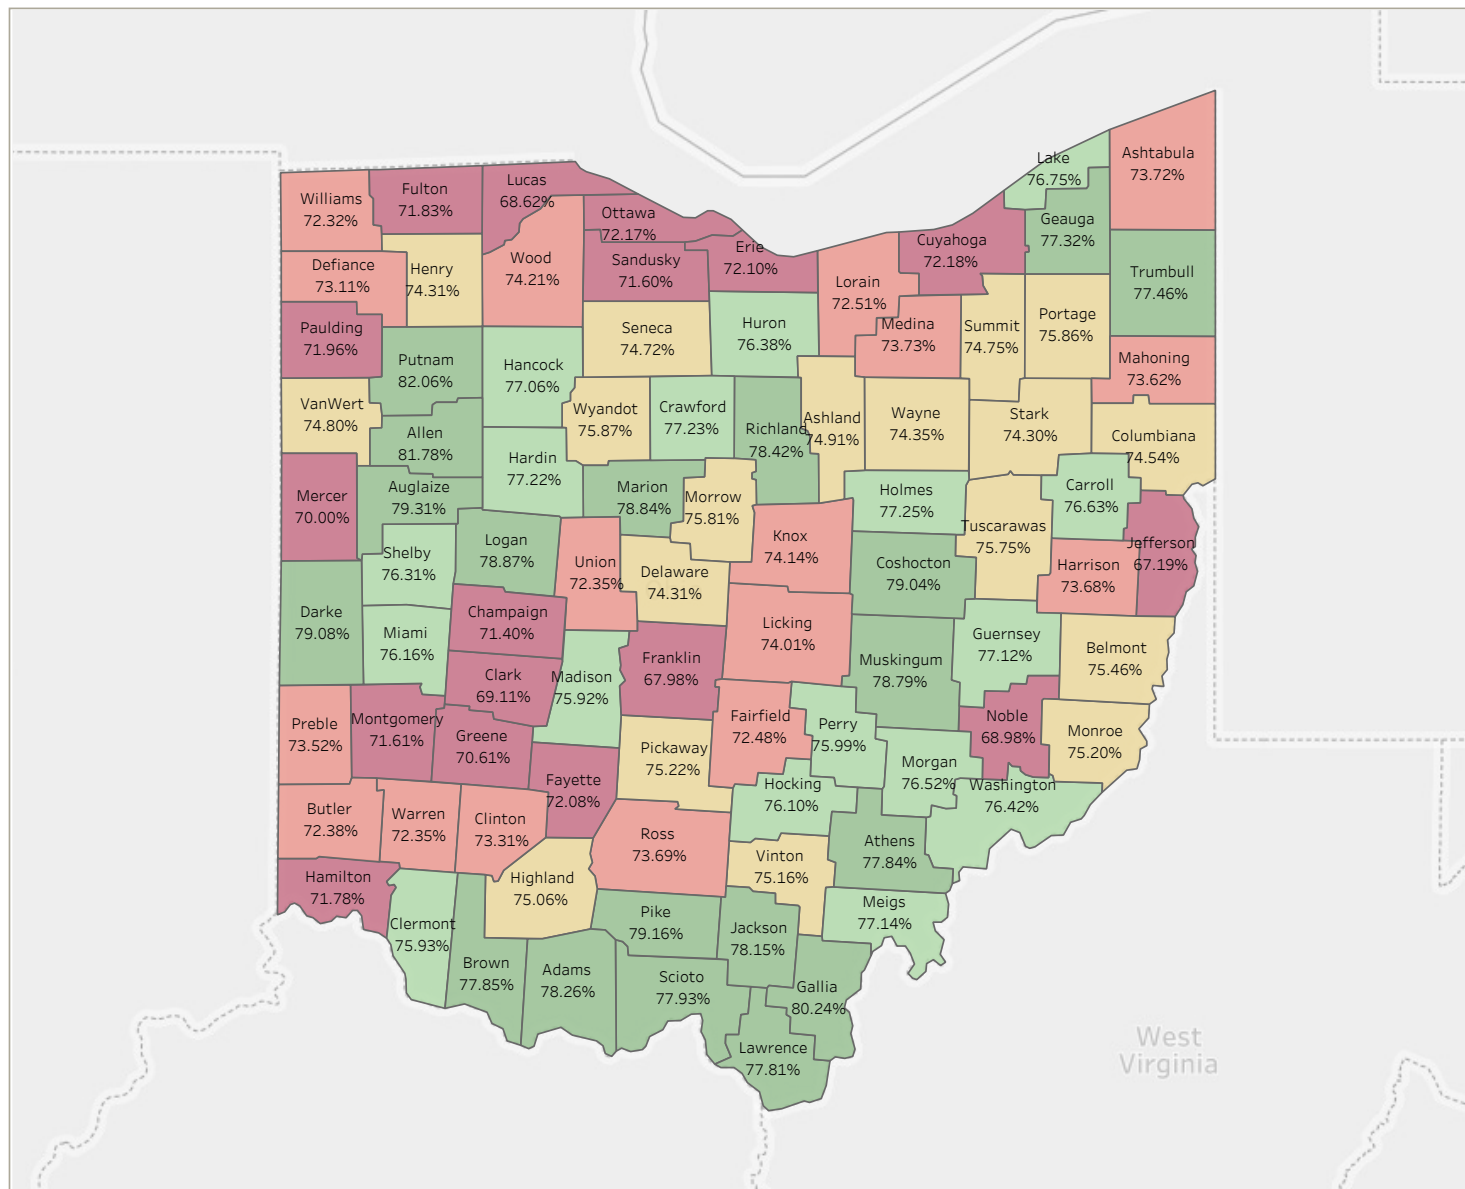 Lake
76.75%
Ashtabula
73.72%
Williams
72.32%
Fulton
71.83%
Lucas
68.62%
Ottawa
72.17%
Geauga
77.32%
Erie
72.10%
Cuyahoga
72.18%
Defiance
73.11%
Henry
74.31%
Wood
74.21%
Sandusky
71.60%
Lorain
72.51%
Trumbull
77.46%
Paulding
71.96%
Seneca
74.72%
Huron
76.38%
Medina
73.73%
Summit
74.75%
Portage
75.86%
Putnam
82.06%
Hancock
77.06%
Mahoning
73.62%
VanWert
74.80%
Allen
81.78%
Wyandot
75.87%
Crawford
77.23%
Richland
78.42%
Ashland
74.91%
Wayne
74.35%
Stark
74.30%
Columbiana
74.54%
Mercer
70.00%
Auglaize
79.31%
Hardin
77.22%
Marion
78.84%
Morrow
75.81%
Holmes
77.25%
Carroll
76.63%
Shelby
76.31%
Logan
78.87%
Union
72.35%
Delaware
74.31%
Knox
74.14%
Coshocton
79.04%
Tuscarawas
75.75%
Harrison
73.68%
Jefferson
67.19%
Darke
79.08%
Miami
76.16%
Champaign
71.40%
Licking
74.01%
Guernsey
77.12%
Belmont
75.46%
Clark
69.11%
Madison
75.92%
Franklin
67.98%
Muskingum
78.79%
Preble
73.52%
Montgomery
71.61%
Greene
70.61%
Fairfield
72.48%
Perry
75.99%
Noble
68.98%
Monroe
75.20%
Fayette
72.08%
Pickaway
75.22%
Hocking
76.10%
Morgan
76.52%
Washington
76.42%
Butler
72.38%
Warren
72.35%
Clinton
73.31%
Ross
73.69%
Vinton
75.16%
Athens
77.84%
Hamilton
71.78%
Highland
75.06%
Clermont
75.93%
Pike
79.16%
Jackson
78.15%
Meigs
77.14%
Brown
77.85%
Adams
78.26%
Scioto
77.93%
Gallia
80.24%
Lawrence
77.81%
West
Virginia